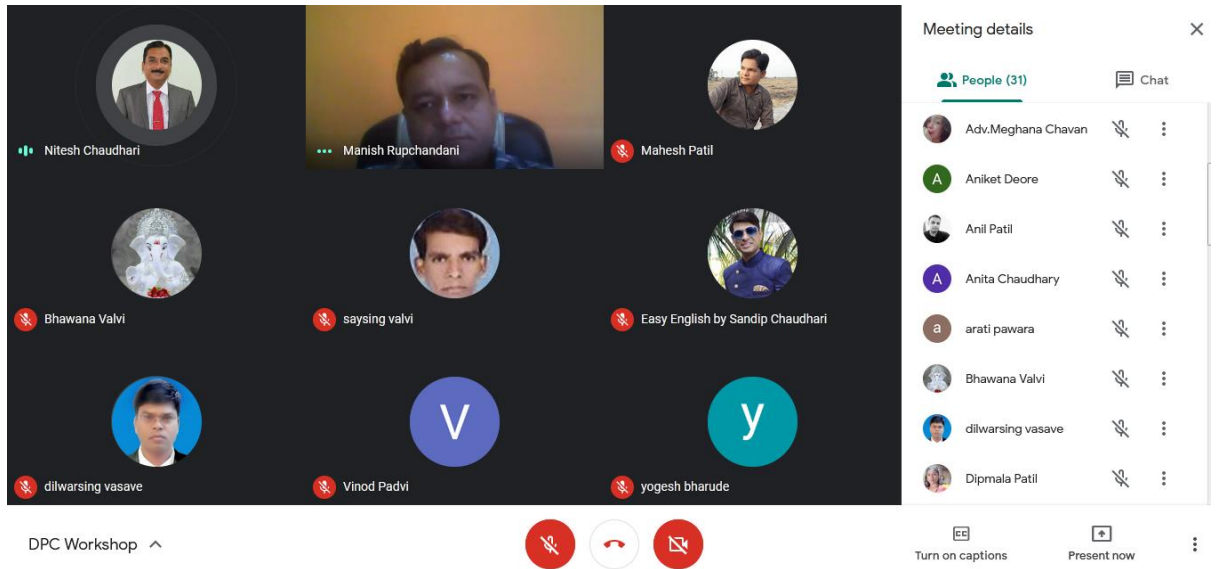 Nitesh Chaudhari
Manish Rupchandani
Mahesh Patil
Bhawana Valvi
saysing valvi
Easy English by Sandip Chaudhari
V
y
dilwarsing vasave
Vinod Padvi
yogesh bharude
DPC Workshop
Meeting details
People (31)
Chat
Adv.Meghana Chavan
A
Aniket Deore
Anil Patil
A
Anita Chaudhary
a
arati pawara
Bhawana Valvi
dilwarsing vasave
Dipmala Patil
CC
Turn on captions
Present now